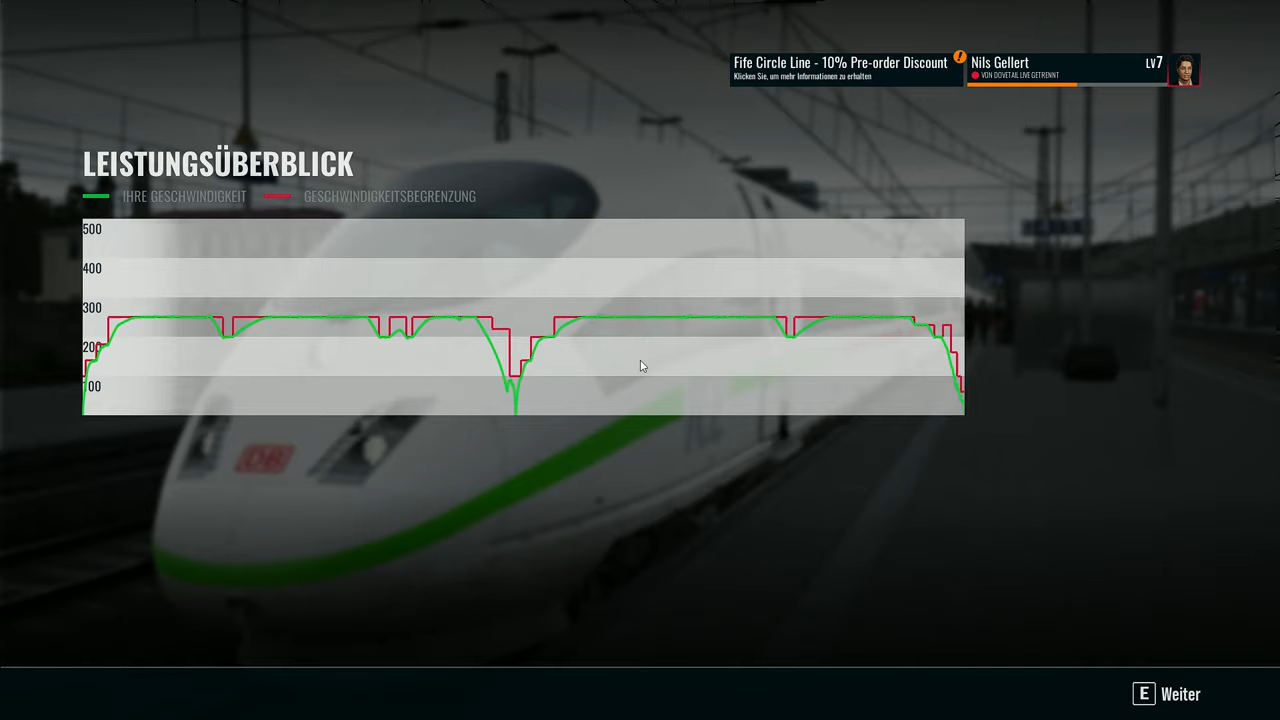 Fife Circle Line - 10% Pre-order Discount
Klicken Sie, um mehr Informationen zu erhalten
Nils Gellert
LV7
VON DOVETAIL LIVE GETRENNT
LEISTUNGSÜBERBLICK
IHRE GESCHWINDIGKEIT
GESCHWINDIGKEITSBEGRENZUNG
500
400
300
200
100
DB
E Weiter